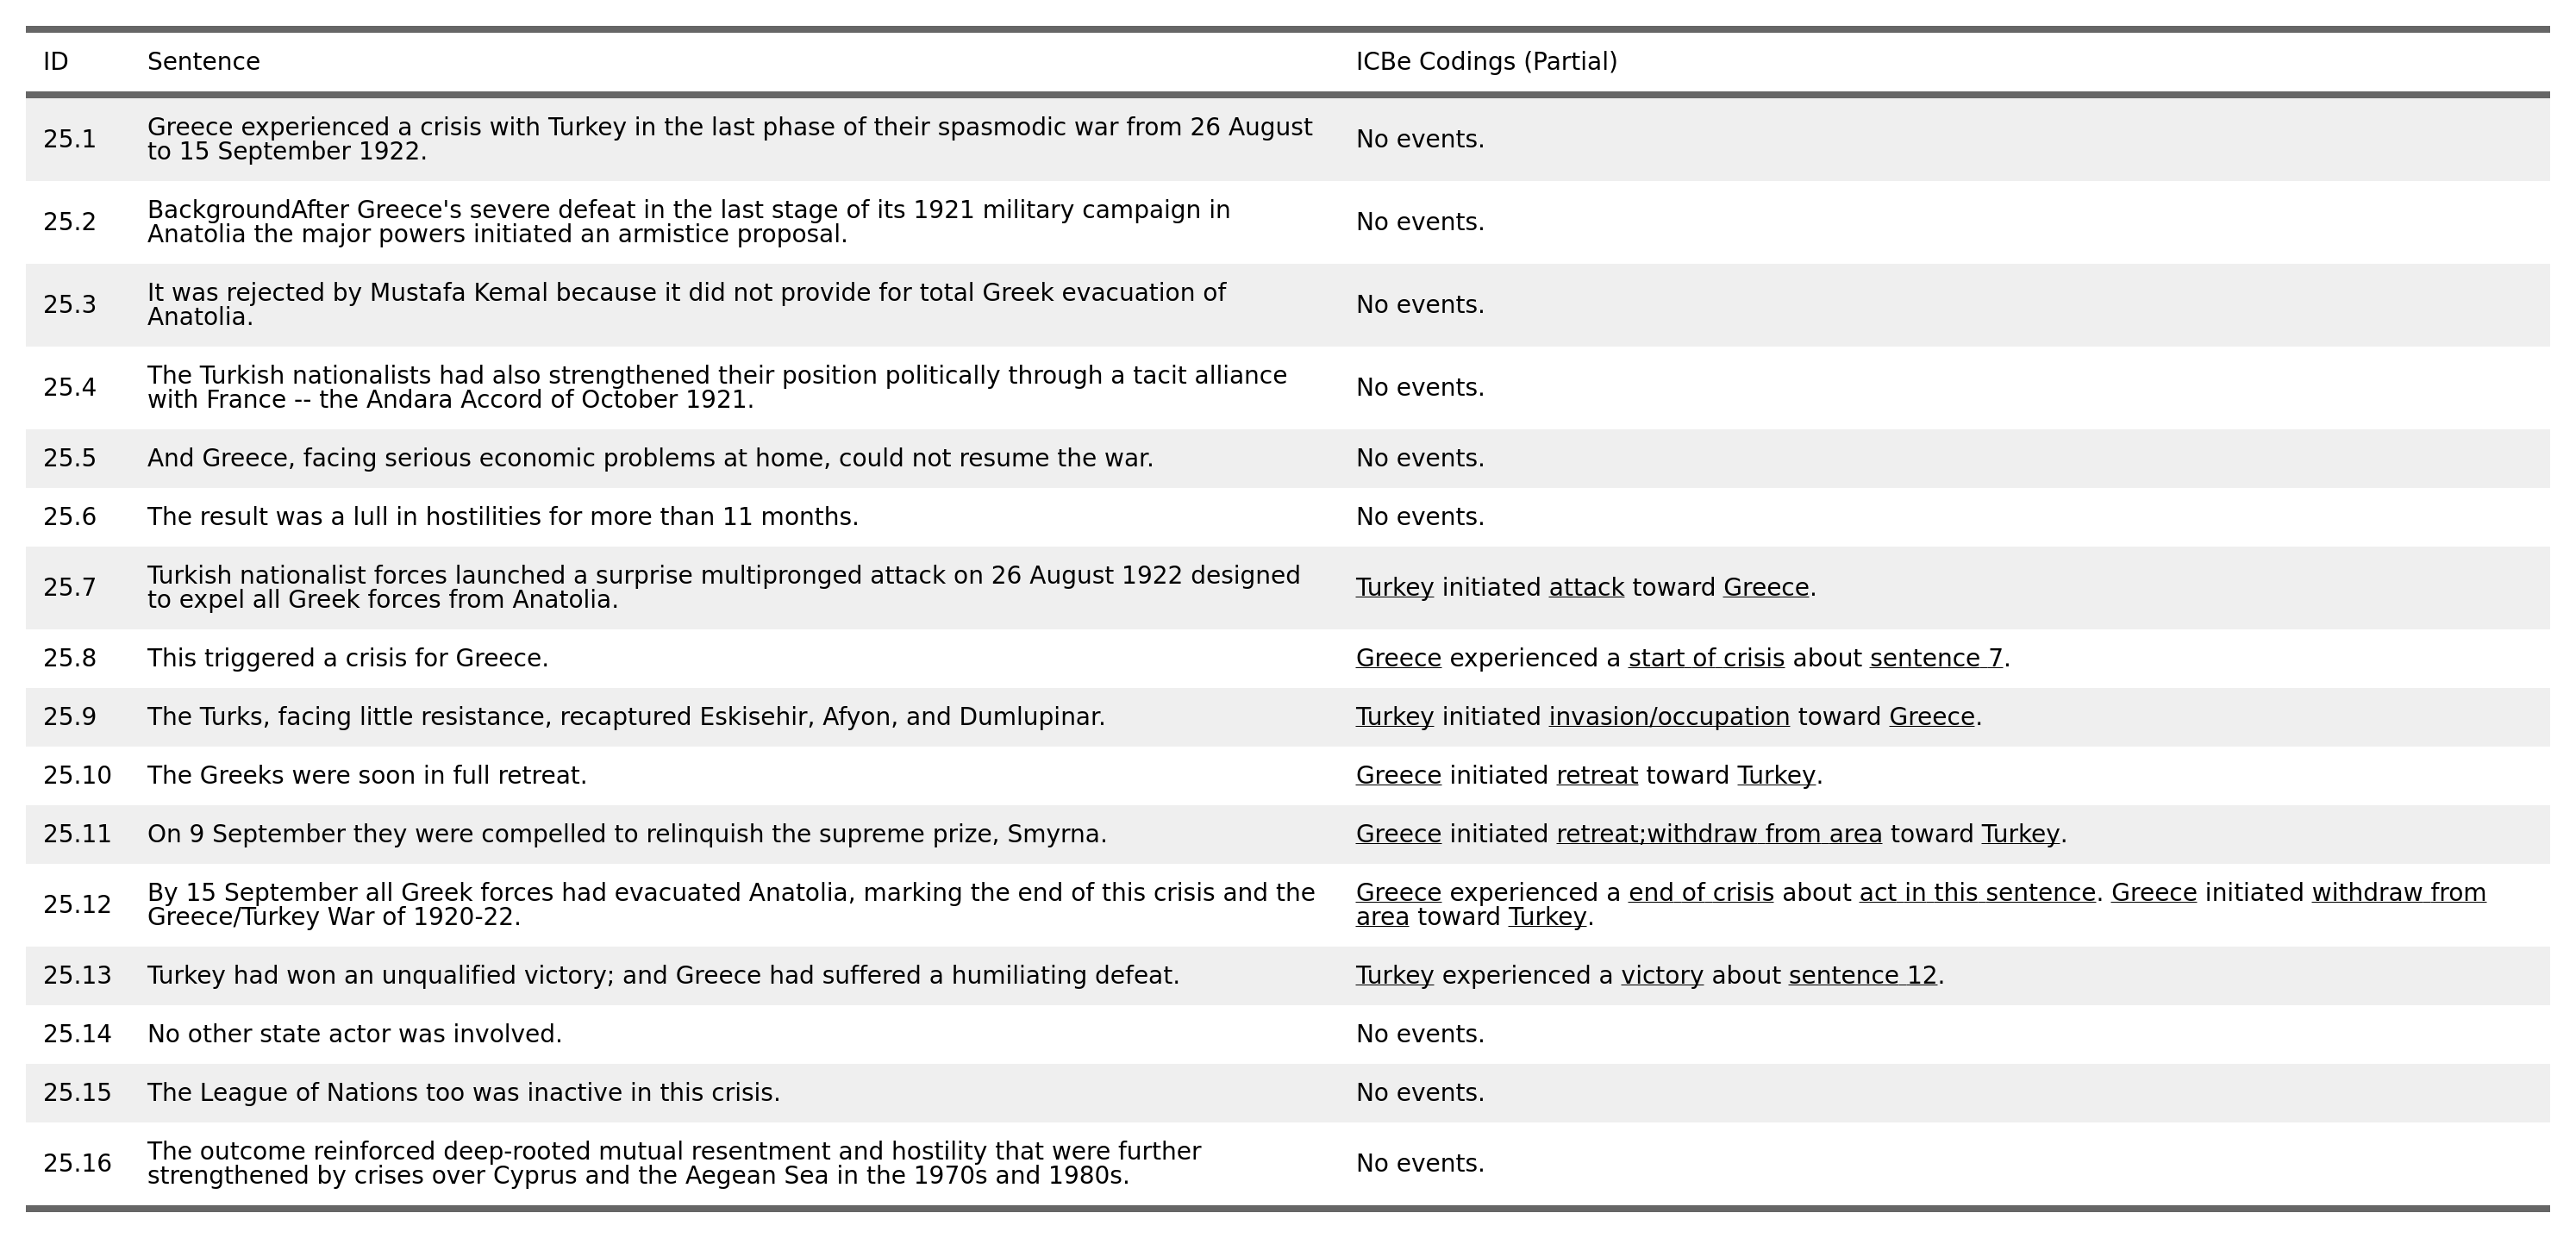 ID Sentence ICBe Codings (Partial)
25.1 Greece experienced a crisis with Turkey in the last phase of their spasmodic war from 26 August
to 15 September 1922.
No events.
25.2 BackgroundAfter Greece's severe defeat in the last stage of its 1921 military campaign in
Anatolia the major powers initiated an armistice proposal.
No events.
25.3 It was rejected by Mustafa Kemal because it did not provide for total Greek evacuation of
Anatolia.
No events.
25.4 The Turkish nationalists had also strengthened their position politically through a tacit alliance
with France -- the Andara Accord of October 1921.
No events.
25.5 And Greece, facing serious economic problems at home, could not resume the war. No events.
25.6 The result was a lull in hostilities for more than 11 months. No events.
25.7 Turkish nationalist forces launched a surprise multipronged attack on 26 August 1922 designed
to expel all Greek forces from Anatolia.
Turkey initiated attack toward Greece.
25.8 This triggered a crisis for Greece. Greece experienced a start of crisis about sentence 7.
25.9 The Turks, facing little resistance, recaptured Eskisehir, Afyon, and Dumlupinar. Turkey initiated invasion/occupation toward Greece.
25.10 The Greeks were soon in full retreat. Greece initiated retreat toward Turkey.
25.11 On 9 September they were compelled to relinquish the supreme prize, Smyrna. Greece initiated retreat;withdraw from area toward Turkey.
25.12 By 15 September all Greek forces had evacuated Anatolia, marking the end of this crisis and the
Greece/Turkey War of 1920-22.
Greece experienced a end of crisis about act in this sentence. Greece initiated withdraw from
area toward Turkey.
25.13 Turkey had won an unqualified victory; and Greece had suffered a humiliating defeat. Turkey experienced a victory about sentence 12.
25.14 No other state actor was involved. No events.
25.15 The League of Nations too was inactive in this crisis. No events.
25.16 The outcome reinforced deep-rooted mutual resentment and hostility that were further
strengthened by crises over Cyprus and the Aegean Sea in the 1970s and 1980s.
No events.